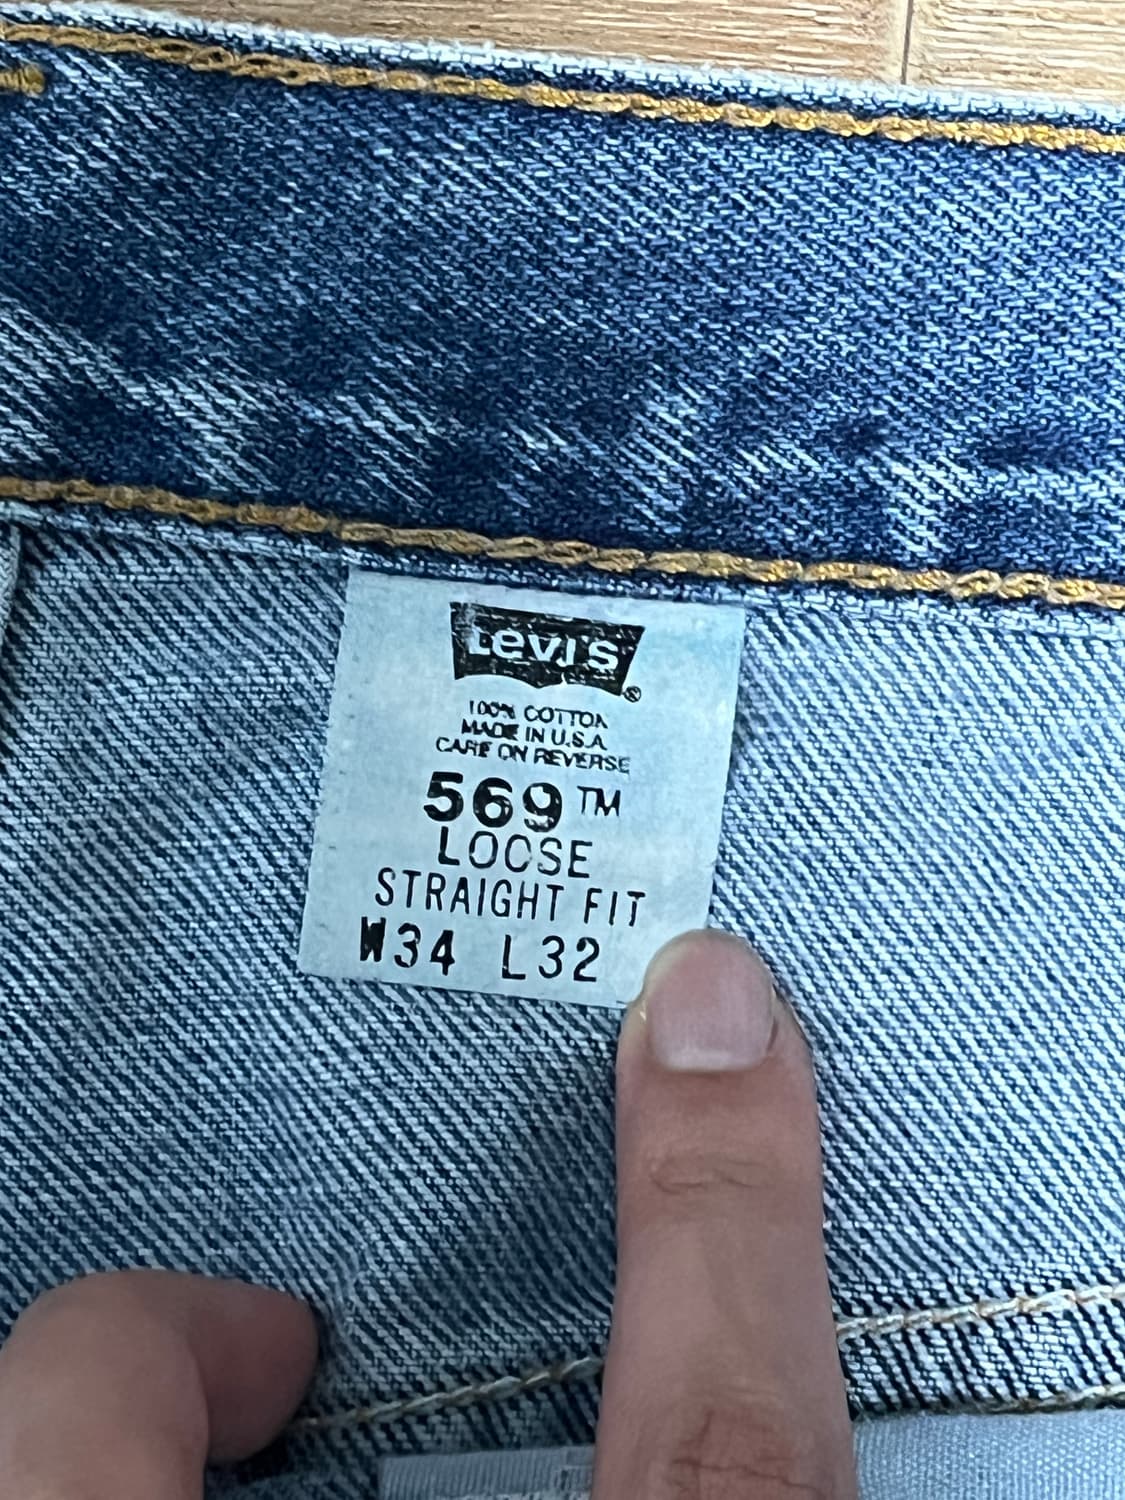 Levi's ®
100% COTTON
MADE IN U.S.A.
CARE ON REVERSE
569™
LOOSE
STRAIGHT FIT
W34 L32